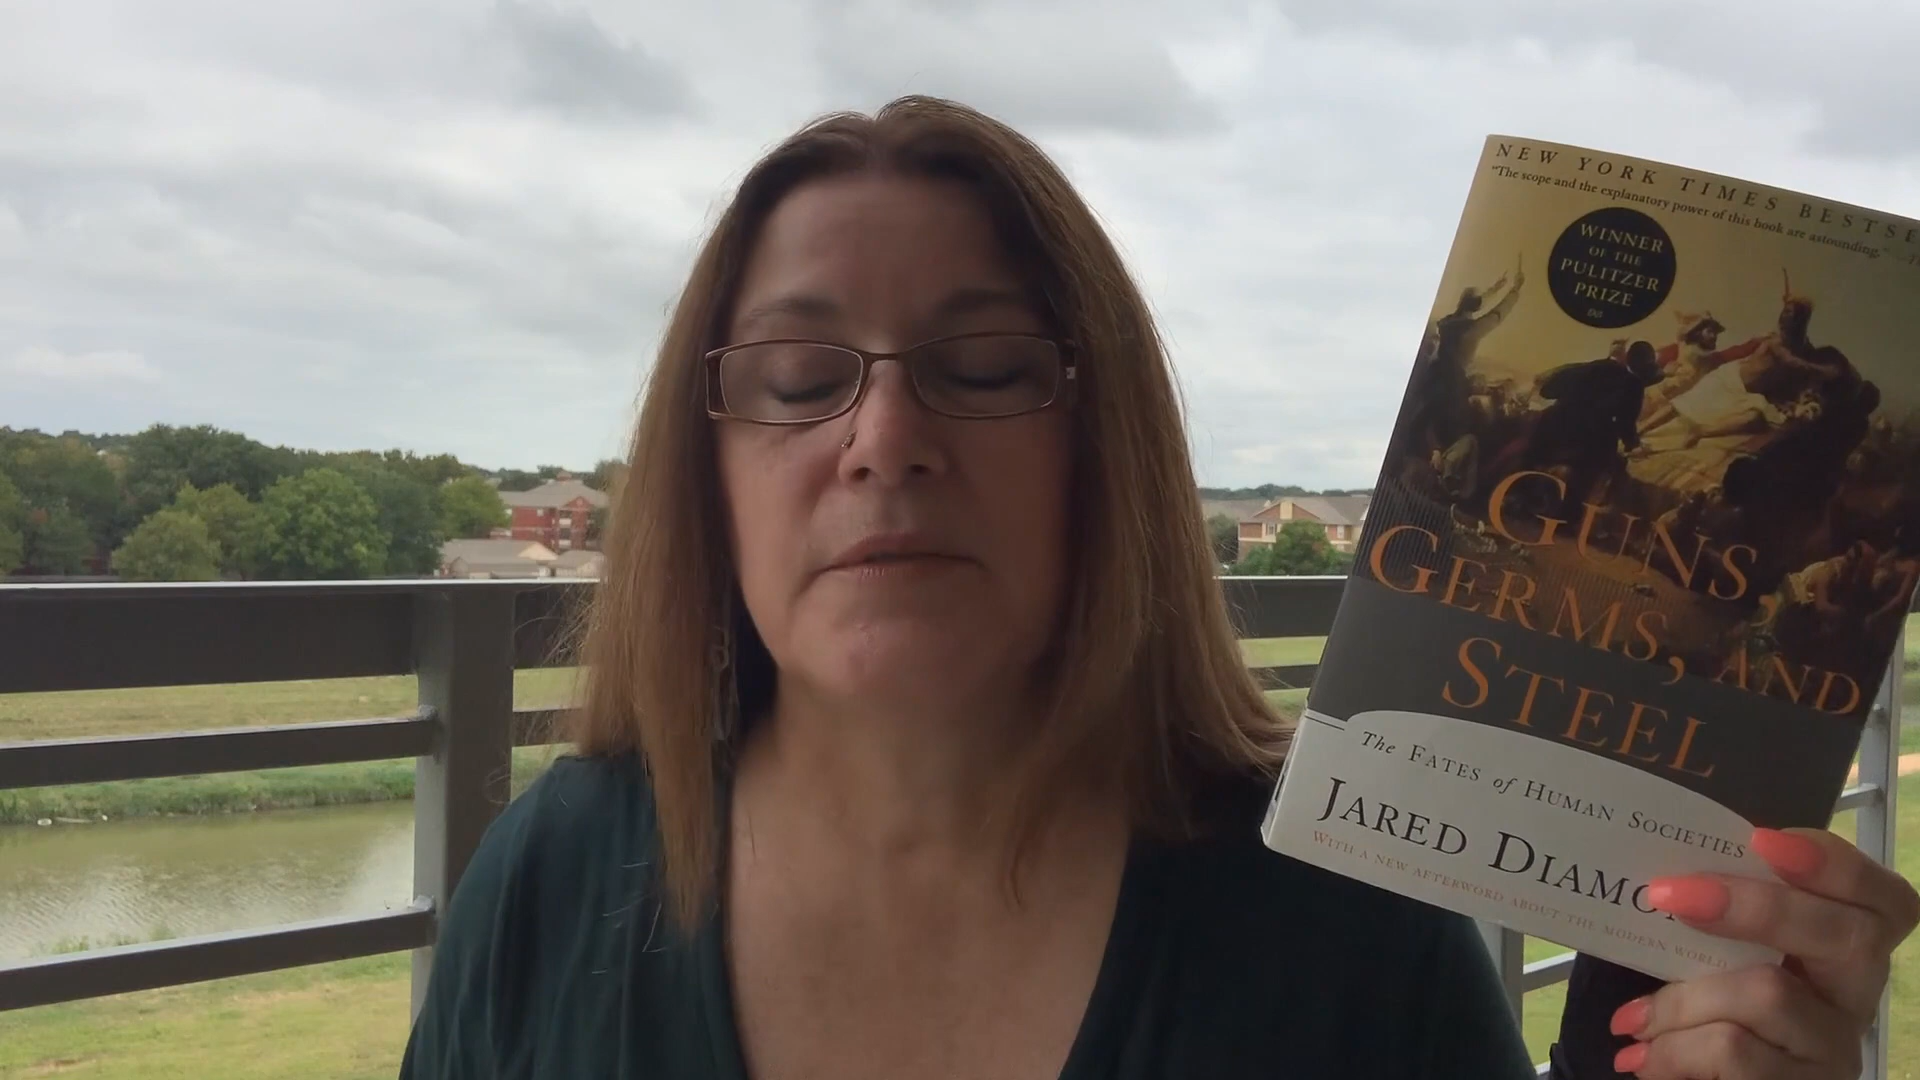 NEW YORK TIMES BESTSE
"The scope and the explanatory power of this book are astounding."
WINNER
OF THE
PULITZER
PRIZE
GUNS,
GERMS, AND
STEEL
The FATES of HUMAN SOCIETIES
JARED DIAMO
WITH A NEW AFTERWORD ABOUT THE MODERN WORLD